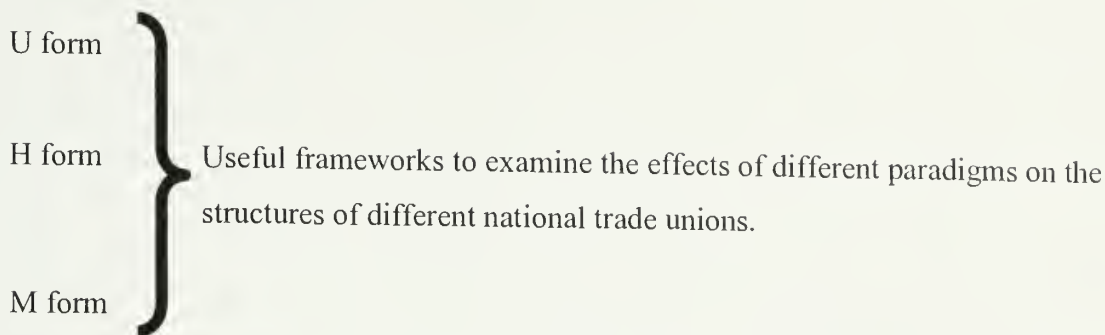 U form
H form
Useful frameworks to examine the effects of different paradigms on the
structures of different national trade unions.
M form